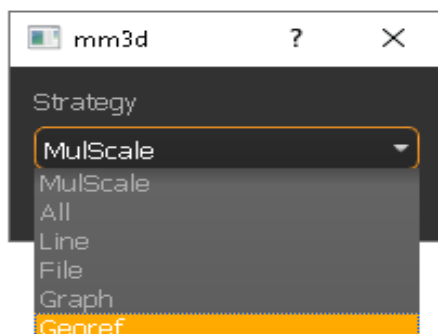 mm3d ?
Strategy
MulScale
MulScale
All
Line
File
Graph
Georef